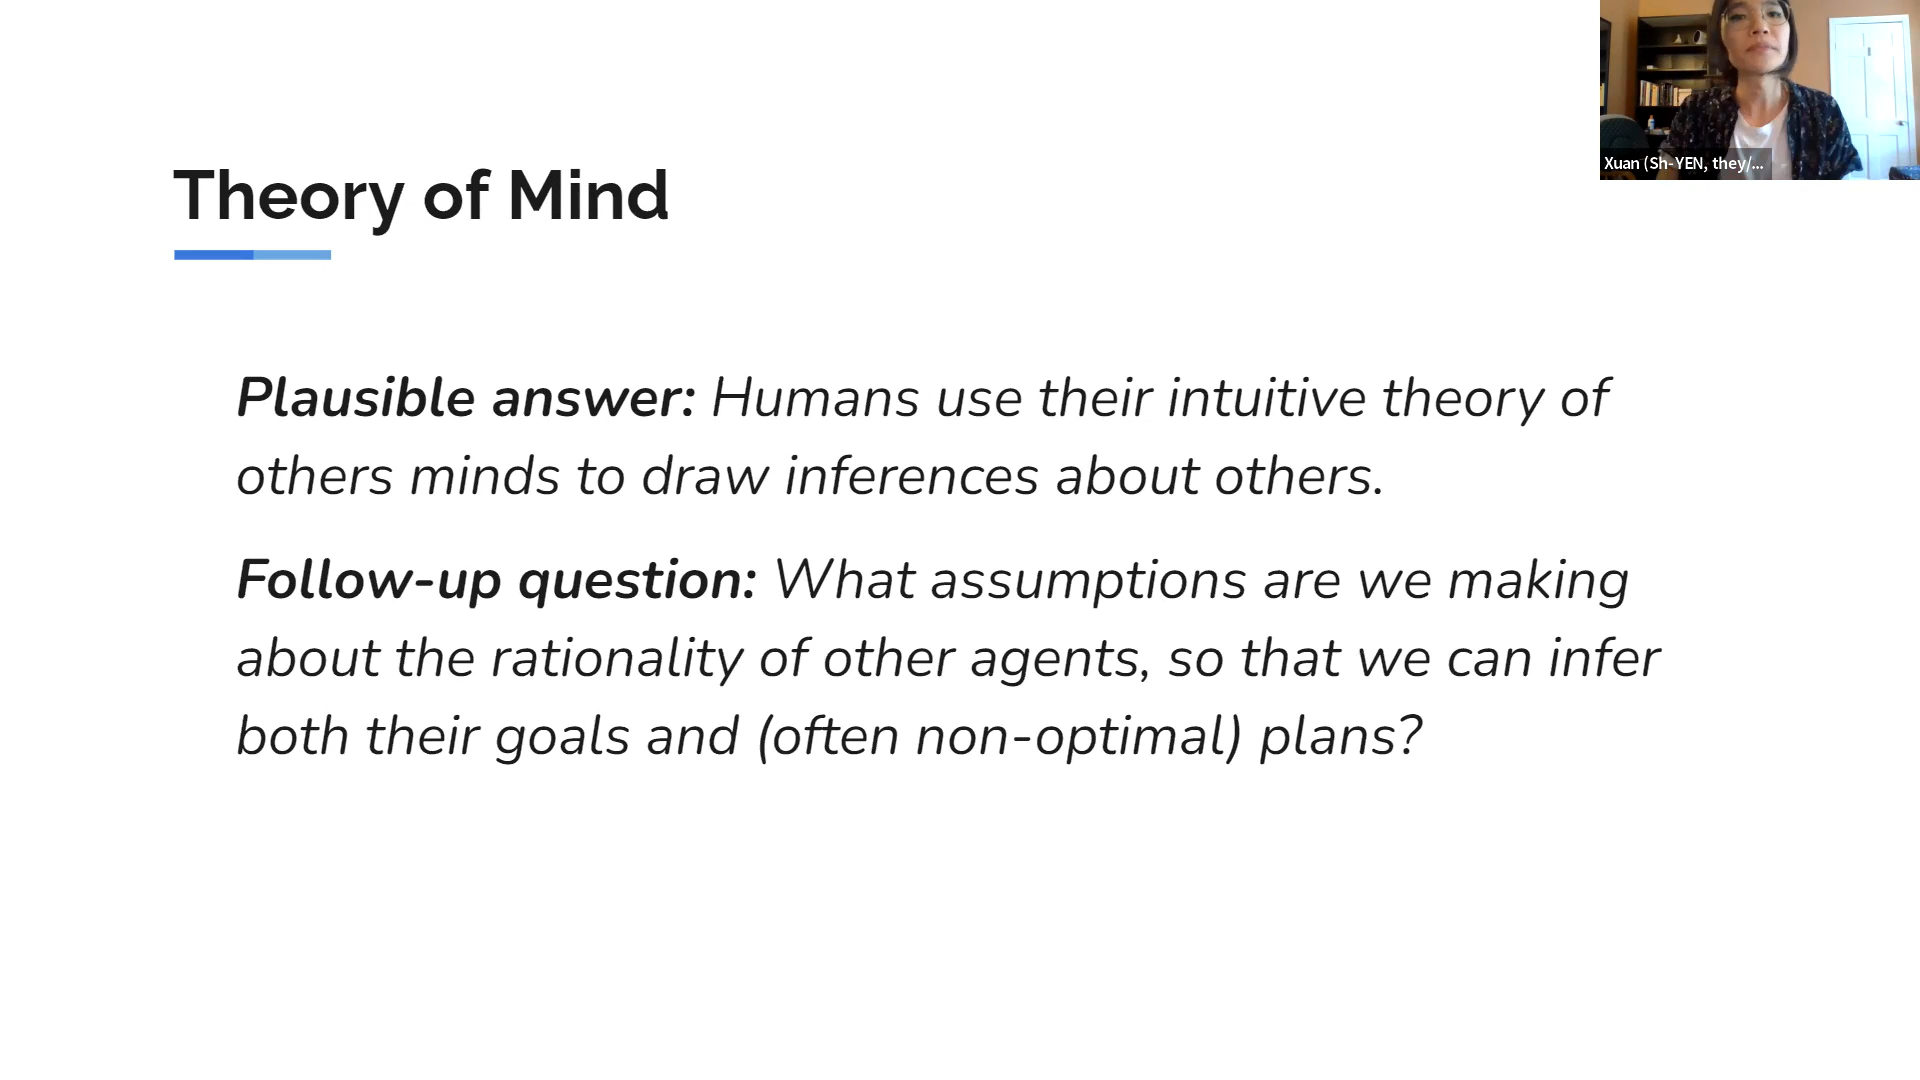 Xuan (Sh-YEN, they/...
Theory of Mind
Plausible answer: Humans use their intuitive theory of
others minds to draw inferences about others.
Follow-up question: What assumptions are we making
about the rationality of other agents, so that we can infer
both their goals and (often non-optimal) plans?